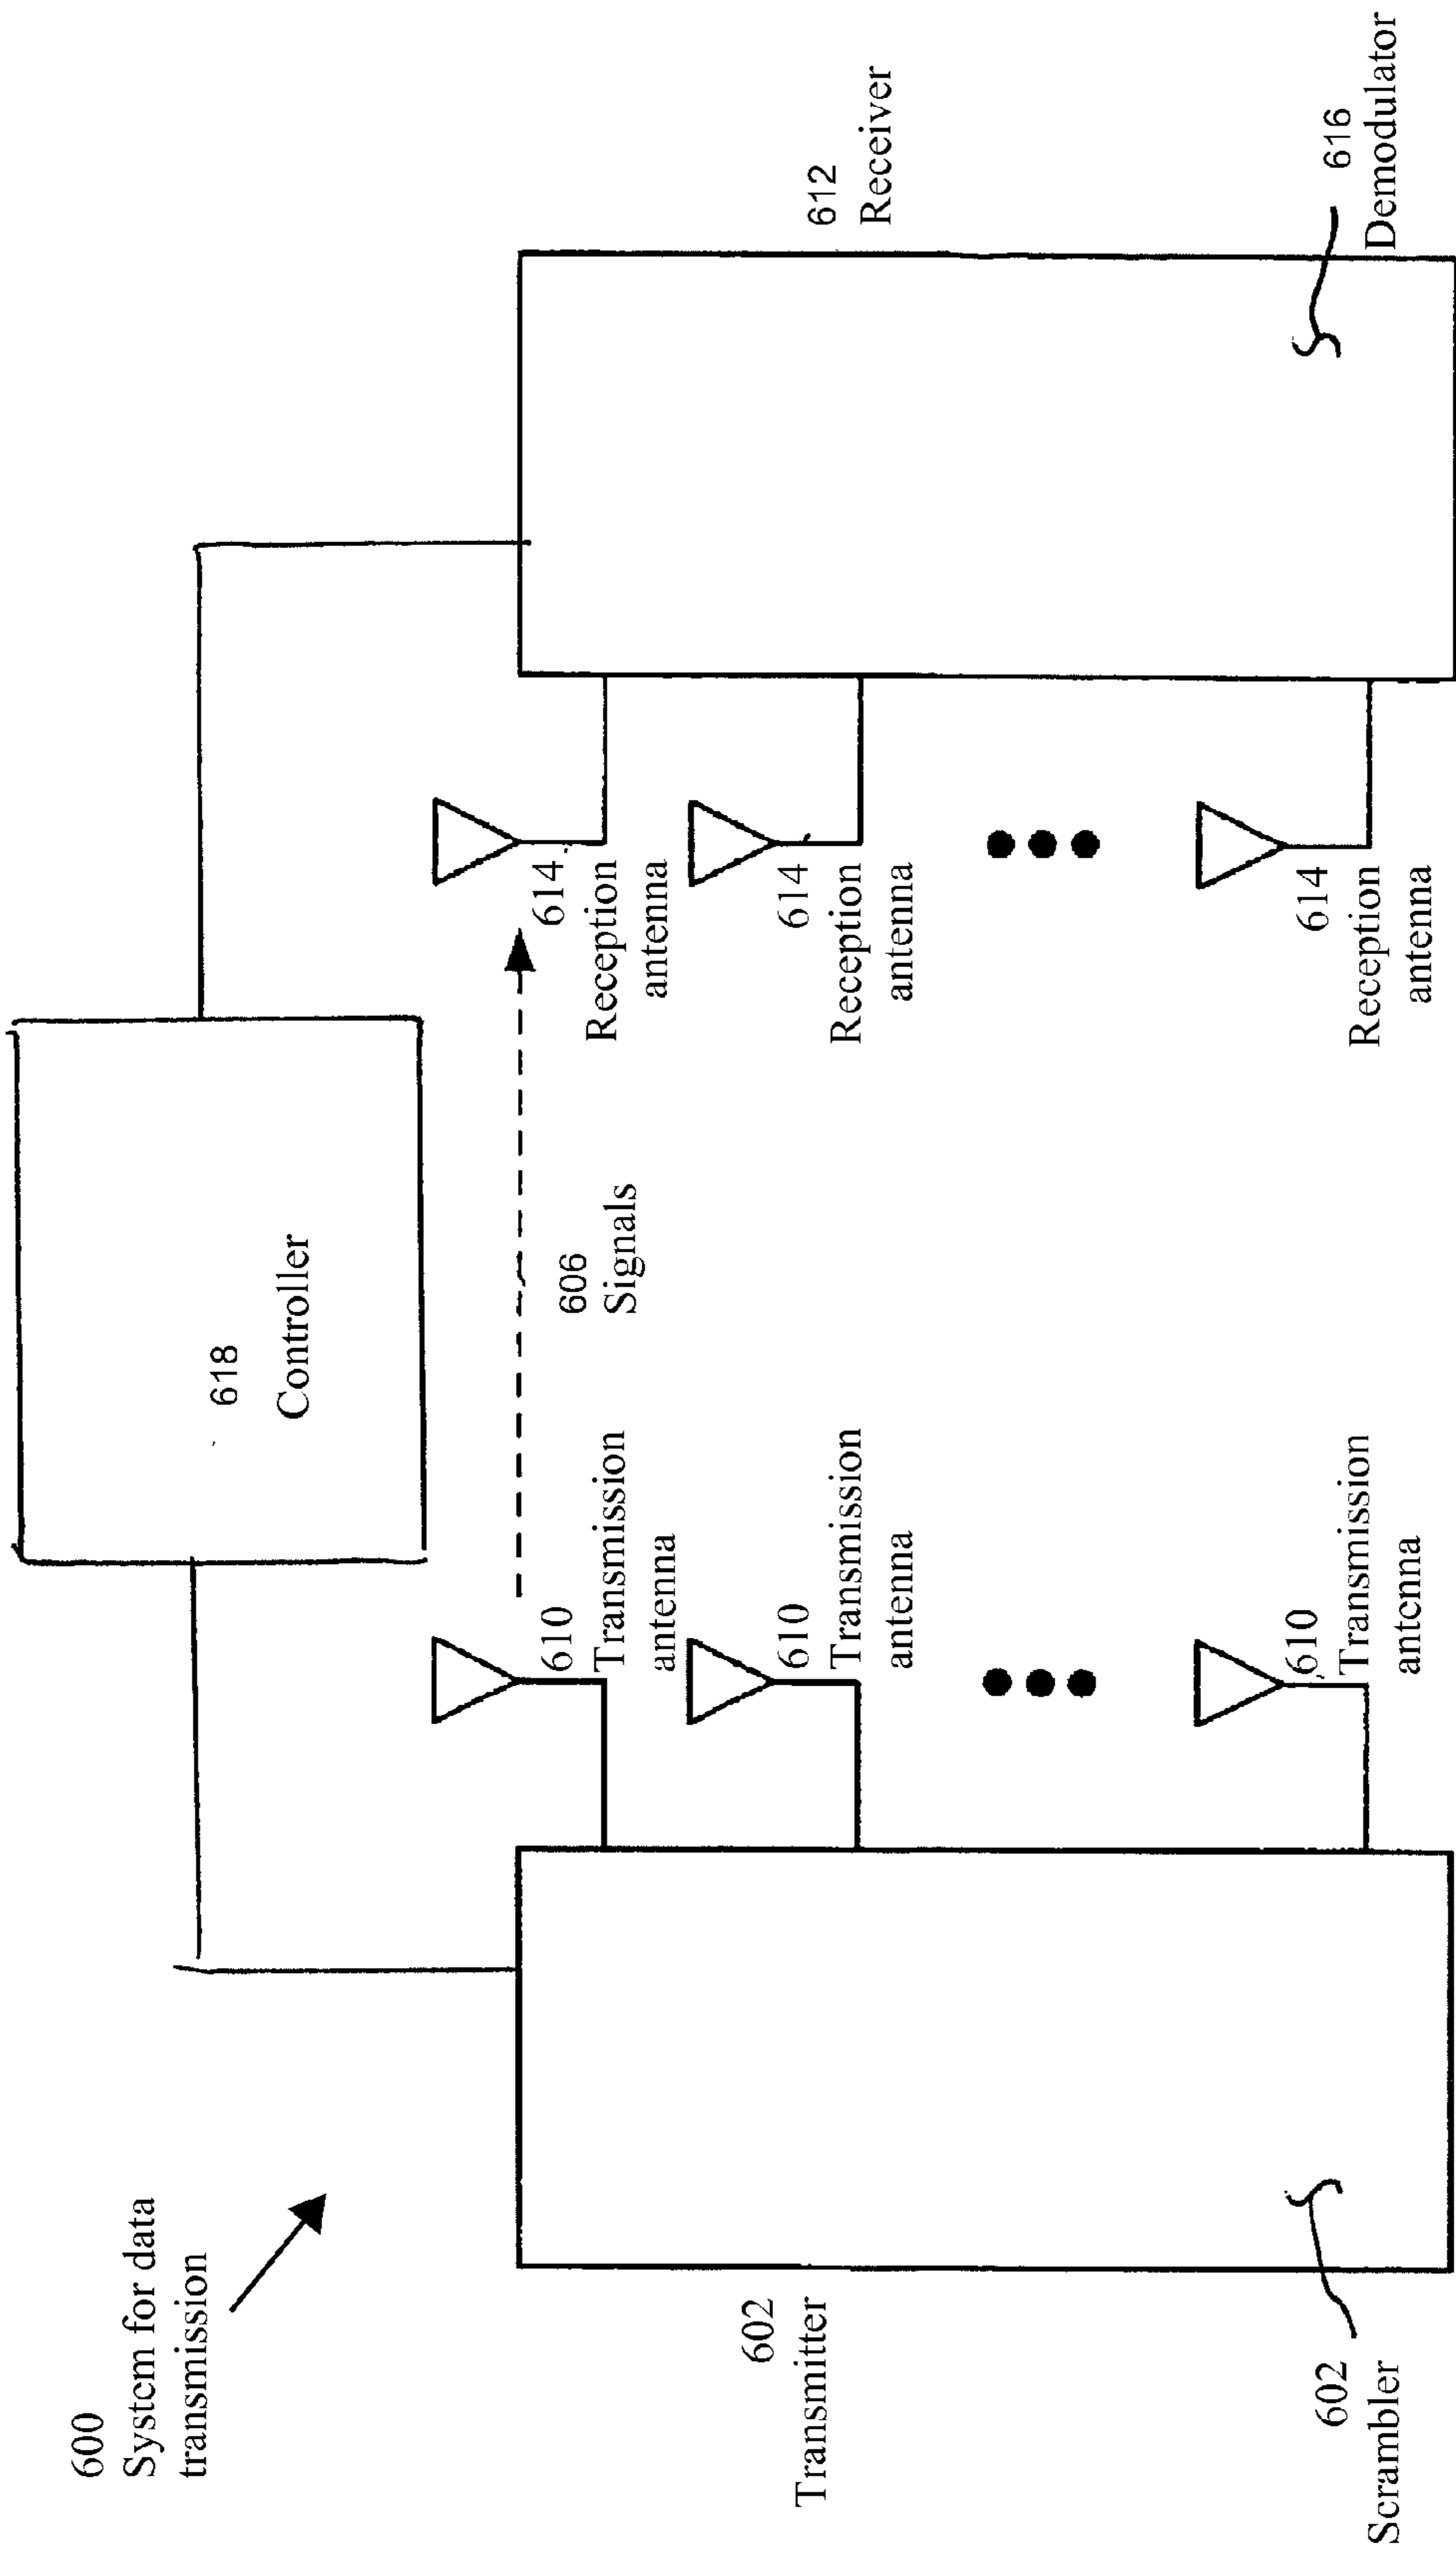 600
System for data
transmission
618
Controller
606
Signals
610
Transmission
antenna
610
Transmission
antenna
610
Transmission
antenna
614
Reception
antenna
614
Reception
antenna
614
Reception
antenna
602
Transmitter
602
Scrambler
612
Receiver
616
Demodulator